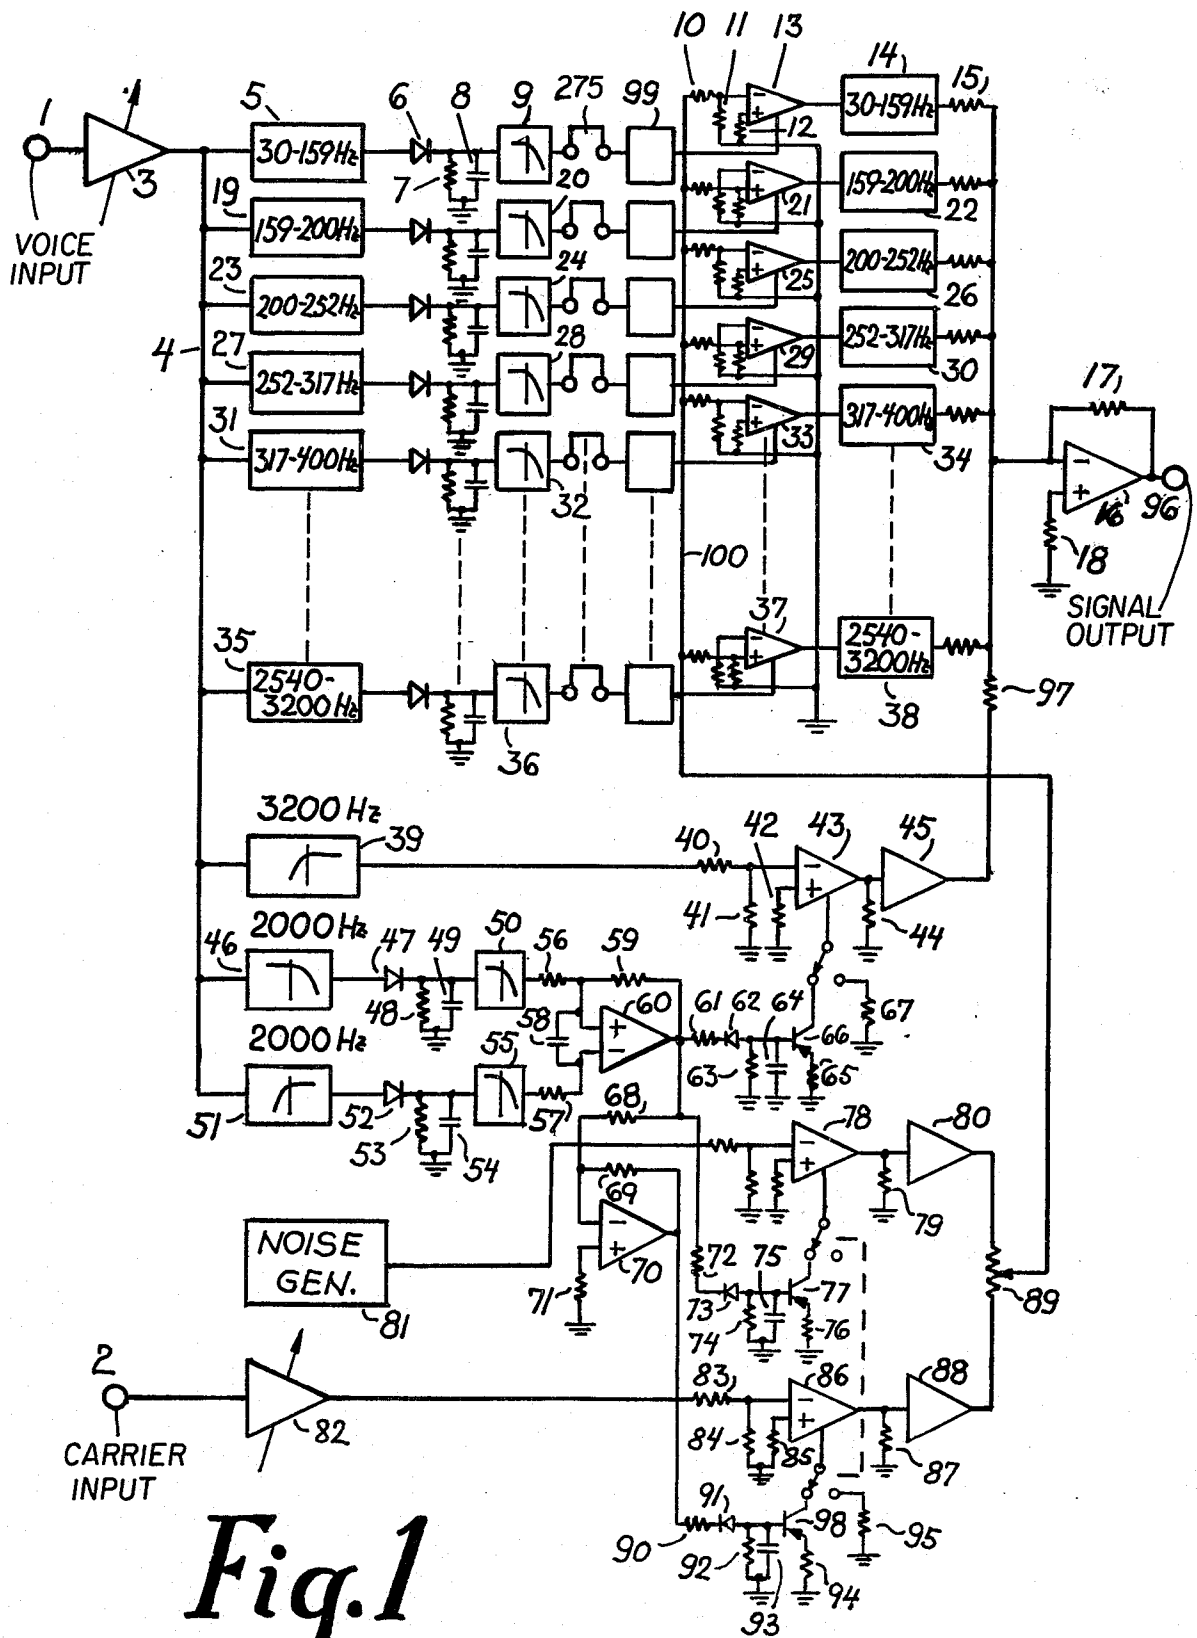 10 11 13
1 5 6 8 9 275 99 14 15
30-159Hz 30-159Hz
3 7 12
19 20
VOICE
INPUT
159-200Hz 21 159-200Hz
22
23 24
200-252Hz 25 200-252Hz
26
4 27 28
252-317Hz 29 252-317Hz
30
31 17
317-400Hz 33 317-400Hz
32 34
16 96
18
100
SIGNAL
OUTPUT
35 37
2540-
3200Hz
2540-
3200Hz
36 38 97
3200 Hz
39 40 42 43 45
41 44
2000 Hz
46 47 49 50 56 59
48 58 60 61 62 64 66 67
2000 Hz
55 63 65
51 52 57 68 78 80
53 54
69 79
NOISE
GEN.
70 71 72 75 77
73 74 76 89
81
2 83 86 88
82 84 85 87
CARRIER
INPUT
91 98 95
90 92 94
93
Fig.1